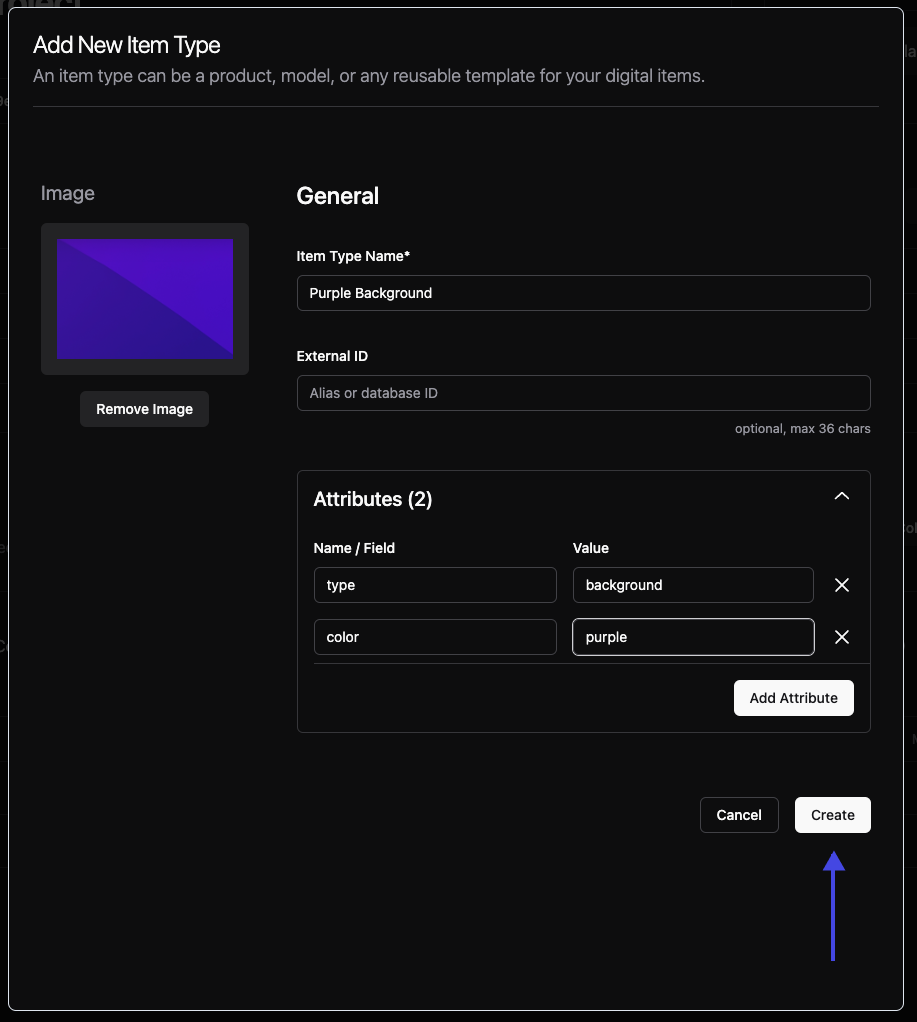 Add New Item Type
An item type can be a product, model, or any reusable template for your digital items.
Image
Remove Image
General
Item Type Name*
Purple Background
External ID
Alias or database ID
optional, max 36 chars
Attributes (2)
Name / Field
Value
type
background
color
purple
Add Attribute
Cancel
Create